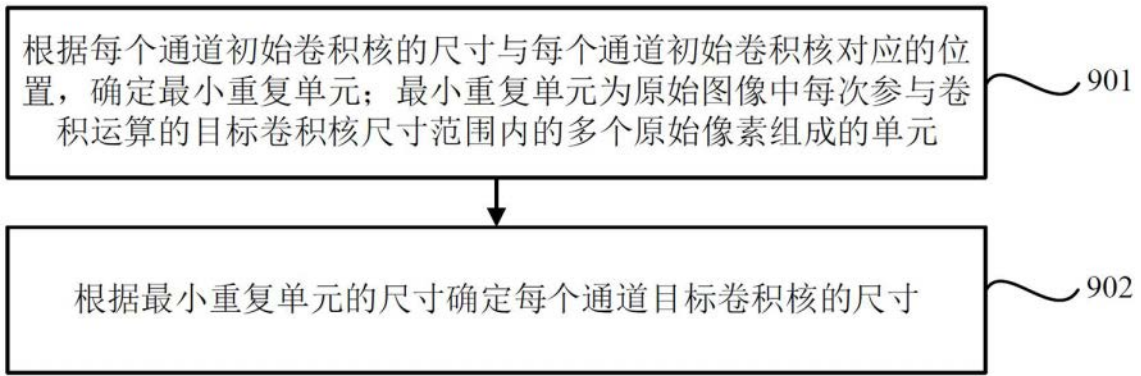 根据每个通道初始卷积核的尺寸与每个通道初始卷积核对应的位
置，确定最小重复单元；最小重复单元为原始图像中每次参与卷
积运算的目标卷积核尺寸范围内的多个原始像素组成的单元
901
根据最小重复单元的尺寸确定每个通道目标卷积核的尺寸
902